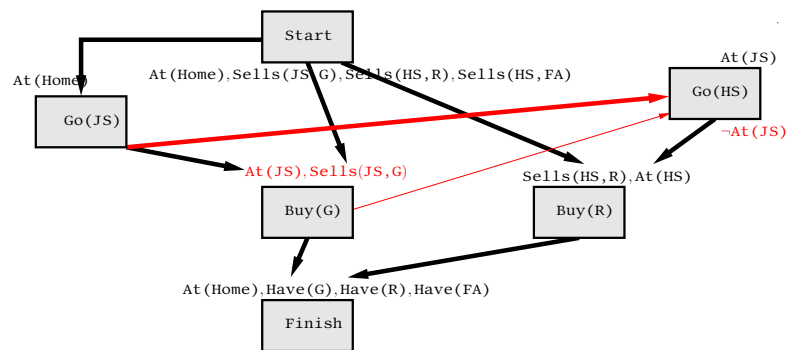 Start
At(JS)
At(Home),Sells(JS,G),Sells(HS,R),Sells(HS,FA)
At(Home)
Go(HS)
Go(JS)
¬At(JS)
At(JS),Sells(JS,G)
Sells(HS,R),At(HS)
Buy(G)
Buy(R)
At(Home),Have(G),Have(R),Have(FA)
Finish